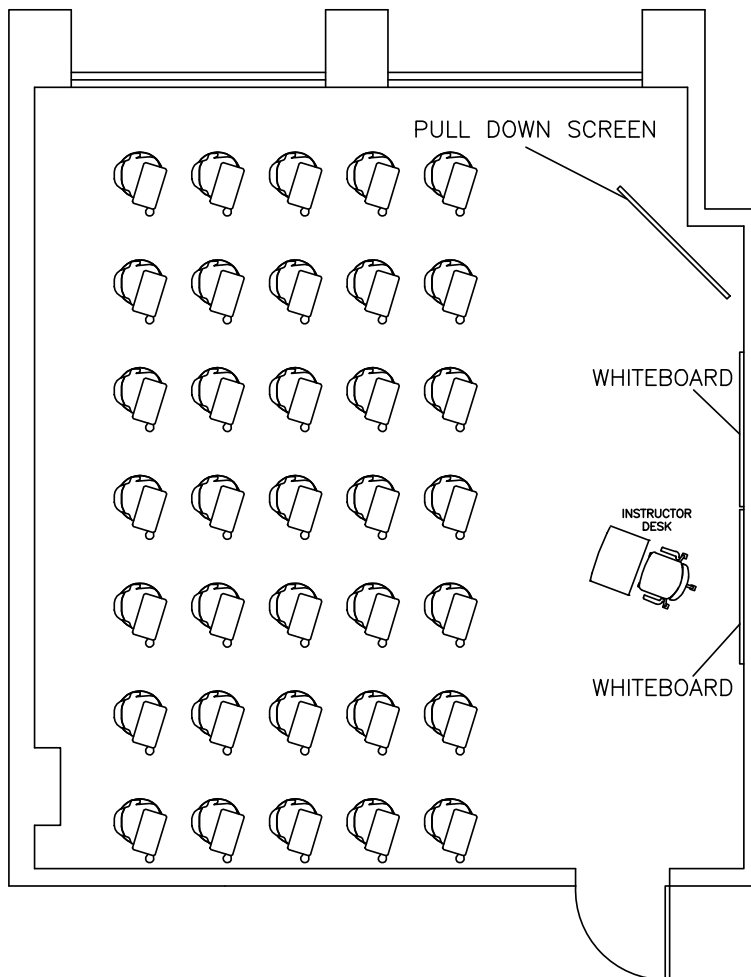 PULL DOWN SCREEN
WHITEBOARD
INSTRUCTOR
DESK
WHITEBOARD